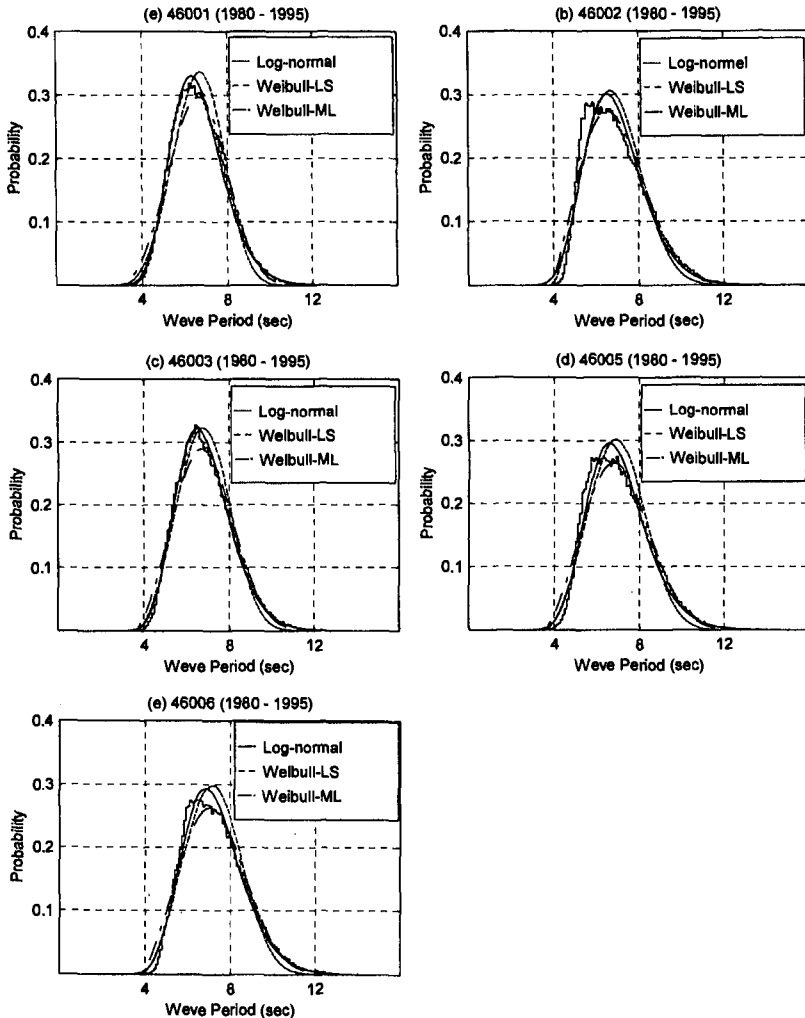 (e) 46001 (1980 - 1995)
0.4
0.3
0.2
0.1
Probability
Log-normal
Weibull-LS
Welbull-ML
4
8
12
Weve Period (sec)
(b) 46002 (1980 - 1995)
0.4
0.3
0.2
0.1
Probability
Log-normel
Weibull-LS
Weibull-ML
4
8
12
Weve Period (sec)
(c) 46003 (1980 - 1995)
0.4
0.3
0.2
0.1
Probability
Log-normal
Welbull-LS
Welbull-ML
4
8
12
Weve Period (sec)
(d) 46005 (1980 - 1995)
0.4
0.3
0.2
0.1
Probability
Log-normal
Weibull-LS
Weibull-ML
4
8
12
Weve Period (sec)
(e) 46006 (1980 - 1995)
0.4
0.3
0.2
0.1
Probability
Log-normal
Welbull-LS
Weibull-ML
4
8
12
Weve Period (sec)